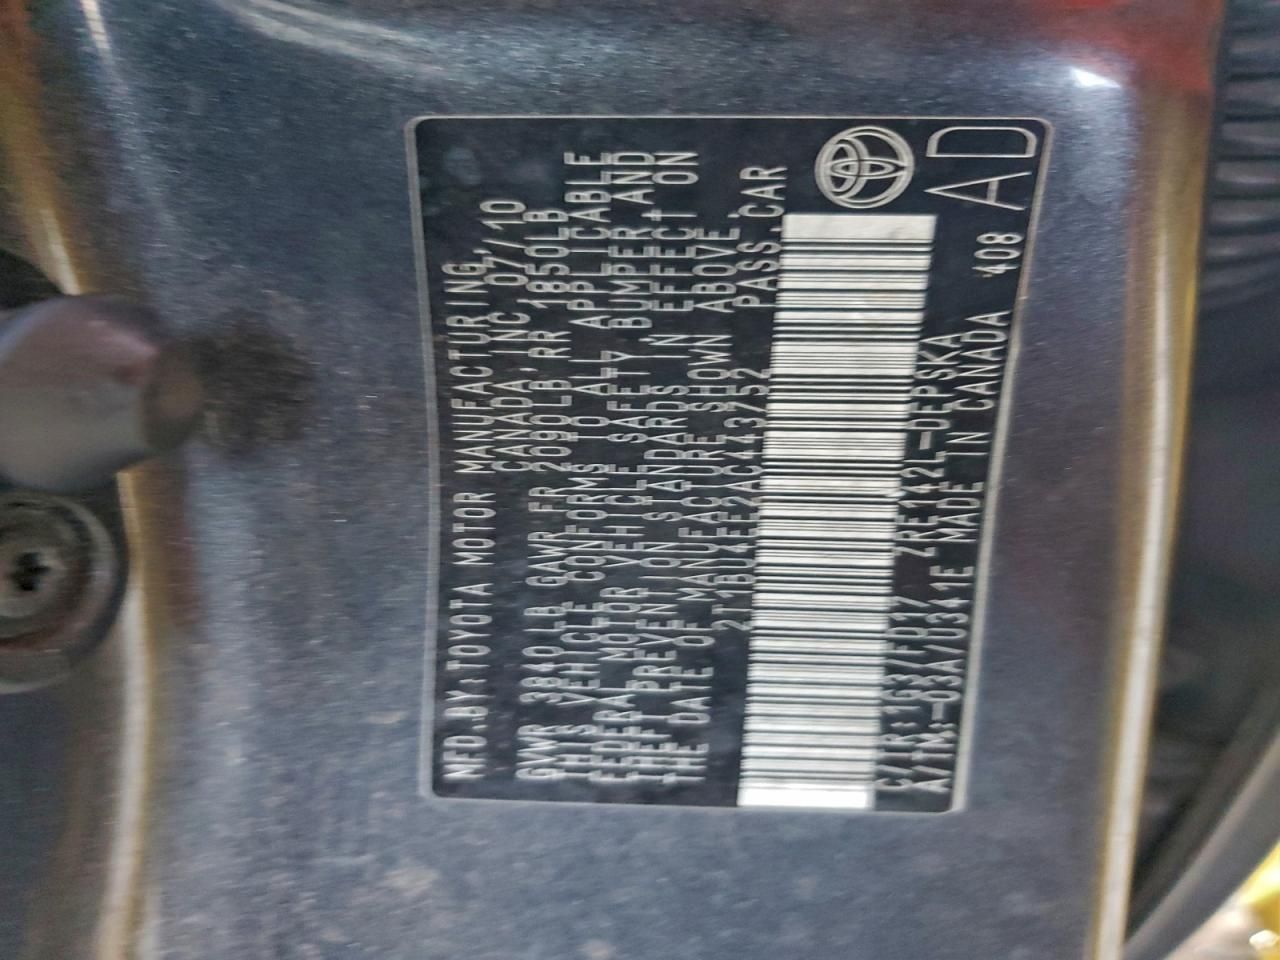 MFD.BY:TOYOTA MOTOR MANUFACTURING,
CANADA, INC 07/10
GVWR 3840 LB GAWR FR 2090LB, RR 1850LB
THIS VEHICLE CONFORMS TO ALL APPLICABLE
FEDERAL MOTOR VEHICLE SAFETY BUMPER, AND
THEFT PREVENTION STANDARDS IN EFFECT ON
THE DATE OF MANUFACTURE SHOWN ABOVE.
2T1BU4EE2AC443752 PASS.CAR
C/TR:1G3/FD17 ZRE142L-DEPSKA
A/TM:-03A/U341E MADE IN CANADA 408
AD